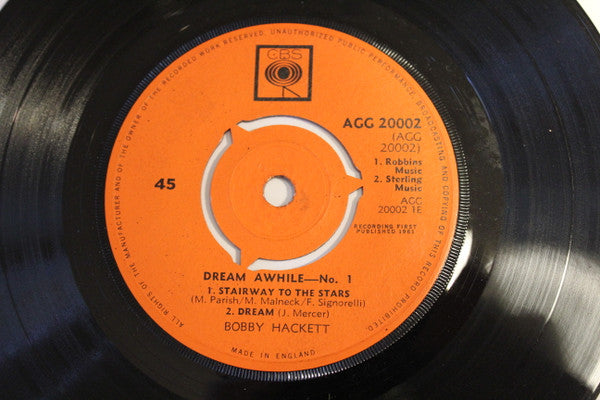 ALL RIGHTS OF THE MANUFACTURER AND OF THE OWNER OF THE RECORDED WORK RESERVED. UNAUTHORIZED PUBLIC PERFORMANCE, BROADCASTING AND COPYING OF THIS RECORD PROHIBITED
CBS
AGG 20002
(AGG
20002)
1. Robbins
Music
2. Sterling
Music
45
AGG
20002 1E
RECORDING FIRST
PUBLISHED 1961
DREAM AWHILE—No. 1
1. STAIRWAY TO THE STARS
(M. Parish/M. Malneck/F. Signorelli)
2. DREAM (J. Mercer)
BOBBY HACKETT
MADE IN ENGLAND